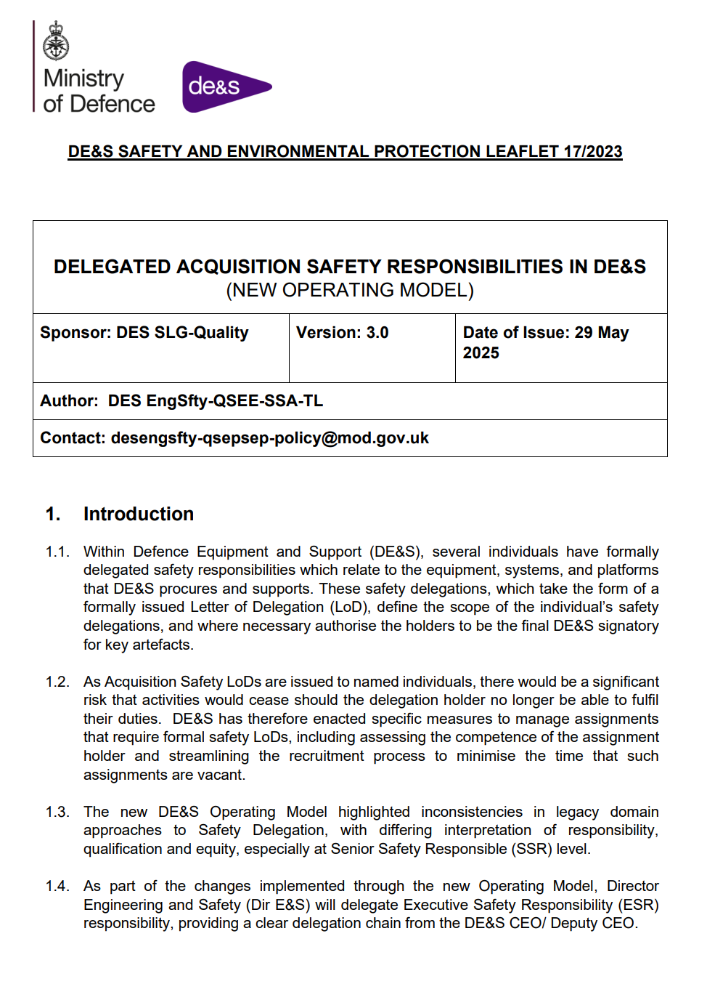 Ministry
of Defence
de&s
DE&S SAFETY AND ENVIRONMENTAL PROTECTION LEAFLET 17/2023
DELEGATED ACQUISITION SAFETY RESPONSIBILITIES IN DE&S
(NEW OPERATING MODEL)
Sponsor: DES SLG-Quality
Version: 3.0
Date of Issue: 29 May
2025
Author:  DES EngSfty-QSEE-SSA-TL
Contact: desengsfty-qsepsep-policy@mod.gov.uk
1. Introduction
1.1. Within Defence Equipment and Support (DE&S), several individuals have formally
delegated safety responsibilities which relate to the equipment, systems, and platforms
that DE&S procures and supports. These safety delegations, which take the form of a
formally issued Letter of Delegation (LoD), define the scope of the individual’s safety
delegations, and where necessary authorise the holders to be the final DE&S signatory
for key artefacts.
1.2. As Acquisition Safety LoDs are issued to named individuals, there would be a significant
risk that activities would cease should the delegation holder no longer be able to fulfil
their duties.  DE&S has therefore enacted specific measures to manage assignments
that require formal safety LoDs, including assessing the competence of the assignment
holder and streamlining the recruitment process to minimise the time that such
assignments are vacant.
1.3. The new DE&S Operating Model highlighted inconsistencies in legacy domain
approaches to Safety Delegation, with differing interpretation of responsibility,
qualification and equity, especially at Senior Safety Responsible (SSR) level.
1.4. As part of the changes implemented through the new Operating Model, Director
Engineering and Safety (Dir E&S) will delegate Executive Safety Responsibility (ESR)
responsibility, providing a clear delegation chain from the DE&S CEO/ Deputy CEO.